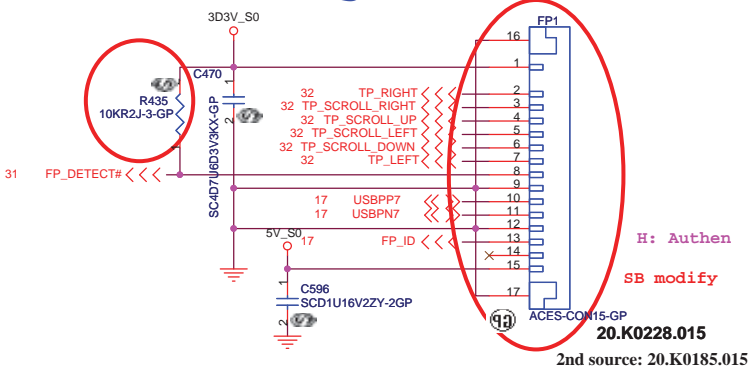 3D3V_S0
FP1
16
C470
1
1
R435
10KR2J-3-GP
SC4D7U6D3V3KX-GP
2
1
32 TP_RIGHT 2
32 TP_SCROLL_RIGHT 3
32 TP_SCROLL_UP 4
32 TP_SCROLL_LEFT 5
32 TP_SCROLL_DOWN 6
32 TP_LEFT 7
31 FP_DETECT# 8
9
17 USBPP7 10
17 USBPN7 11
12
5V_S0
17 FP_ID 13
14
15
H: Authen
SB modify
1
C596
SCD1U16V2ZY-2GP
2
17
GP
ACES-CON15-GP
20.K0228.015
2nd source: 20.K0185.015